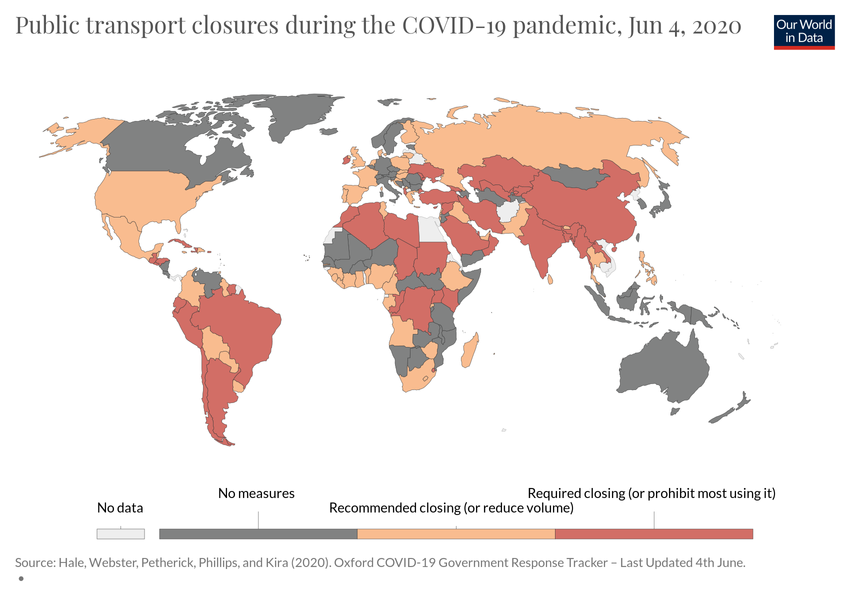 Public transport closures during the COVID-19 pandemic, Jun 4, 2020
Our World
in Data
No data
No measures
Recommended closing (or reduce volume)
Required closing (or prohibit most using it)
Source: Hale, Webster, Petherick, Phillips, and Kira (2020). Oxford COVID-19 Government Response Tracker – Last Updated 4th June.